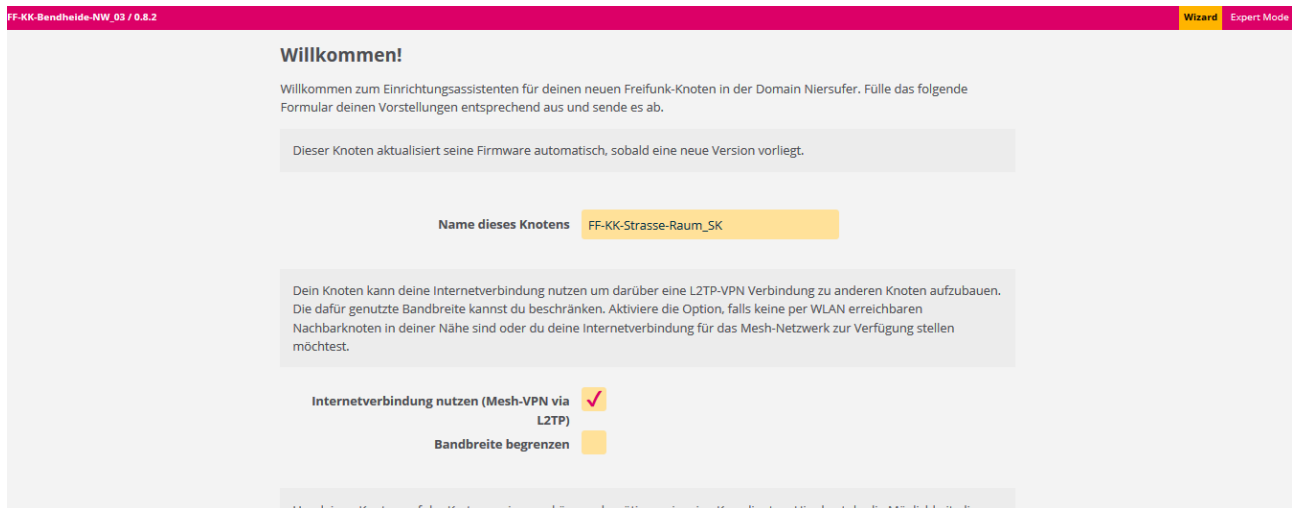 FF-KK-Bendheide-NW_03 / 0.8.2
Wizard
Expert Mode
Willkommen!
Willkommen zum Einrichtungsassistenten für deinen neuen Freifunk-Knoten in der Domain Niersufer. Fülle das folgende
Formular deinen Vorstellungen entsprechend aus und sende es ab.
Dieser Knoten aktualisiert seine Firmware automatisch, sobald eine neue Version vorliegt.
Name dieses Knotens
FF-KK-Strasse-Raum_SK
Dein Knoten kann deine Internetverbindung nutzen um darüber eine L2TP-VPN Verbindung zu anderen Knoten aufzubauen.
Die dafür genutzte Bandbreite kannst du beschränken. Aktiviere die Option, falls keine per WLAN erreichbaren
Nachbarknoten in deiner Nähe sind oder du deine Internetverbindung für das Mesh-Netzwerk zur Verfügung stellen
möchtest.
Internetverbindung nutzen (Mesh-VPN via
L2TP)
Bandbreite begrenzen